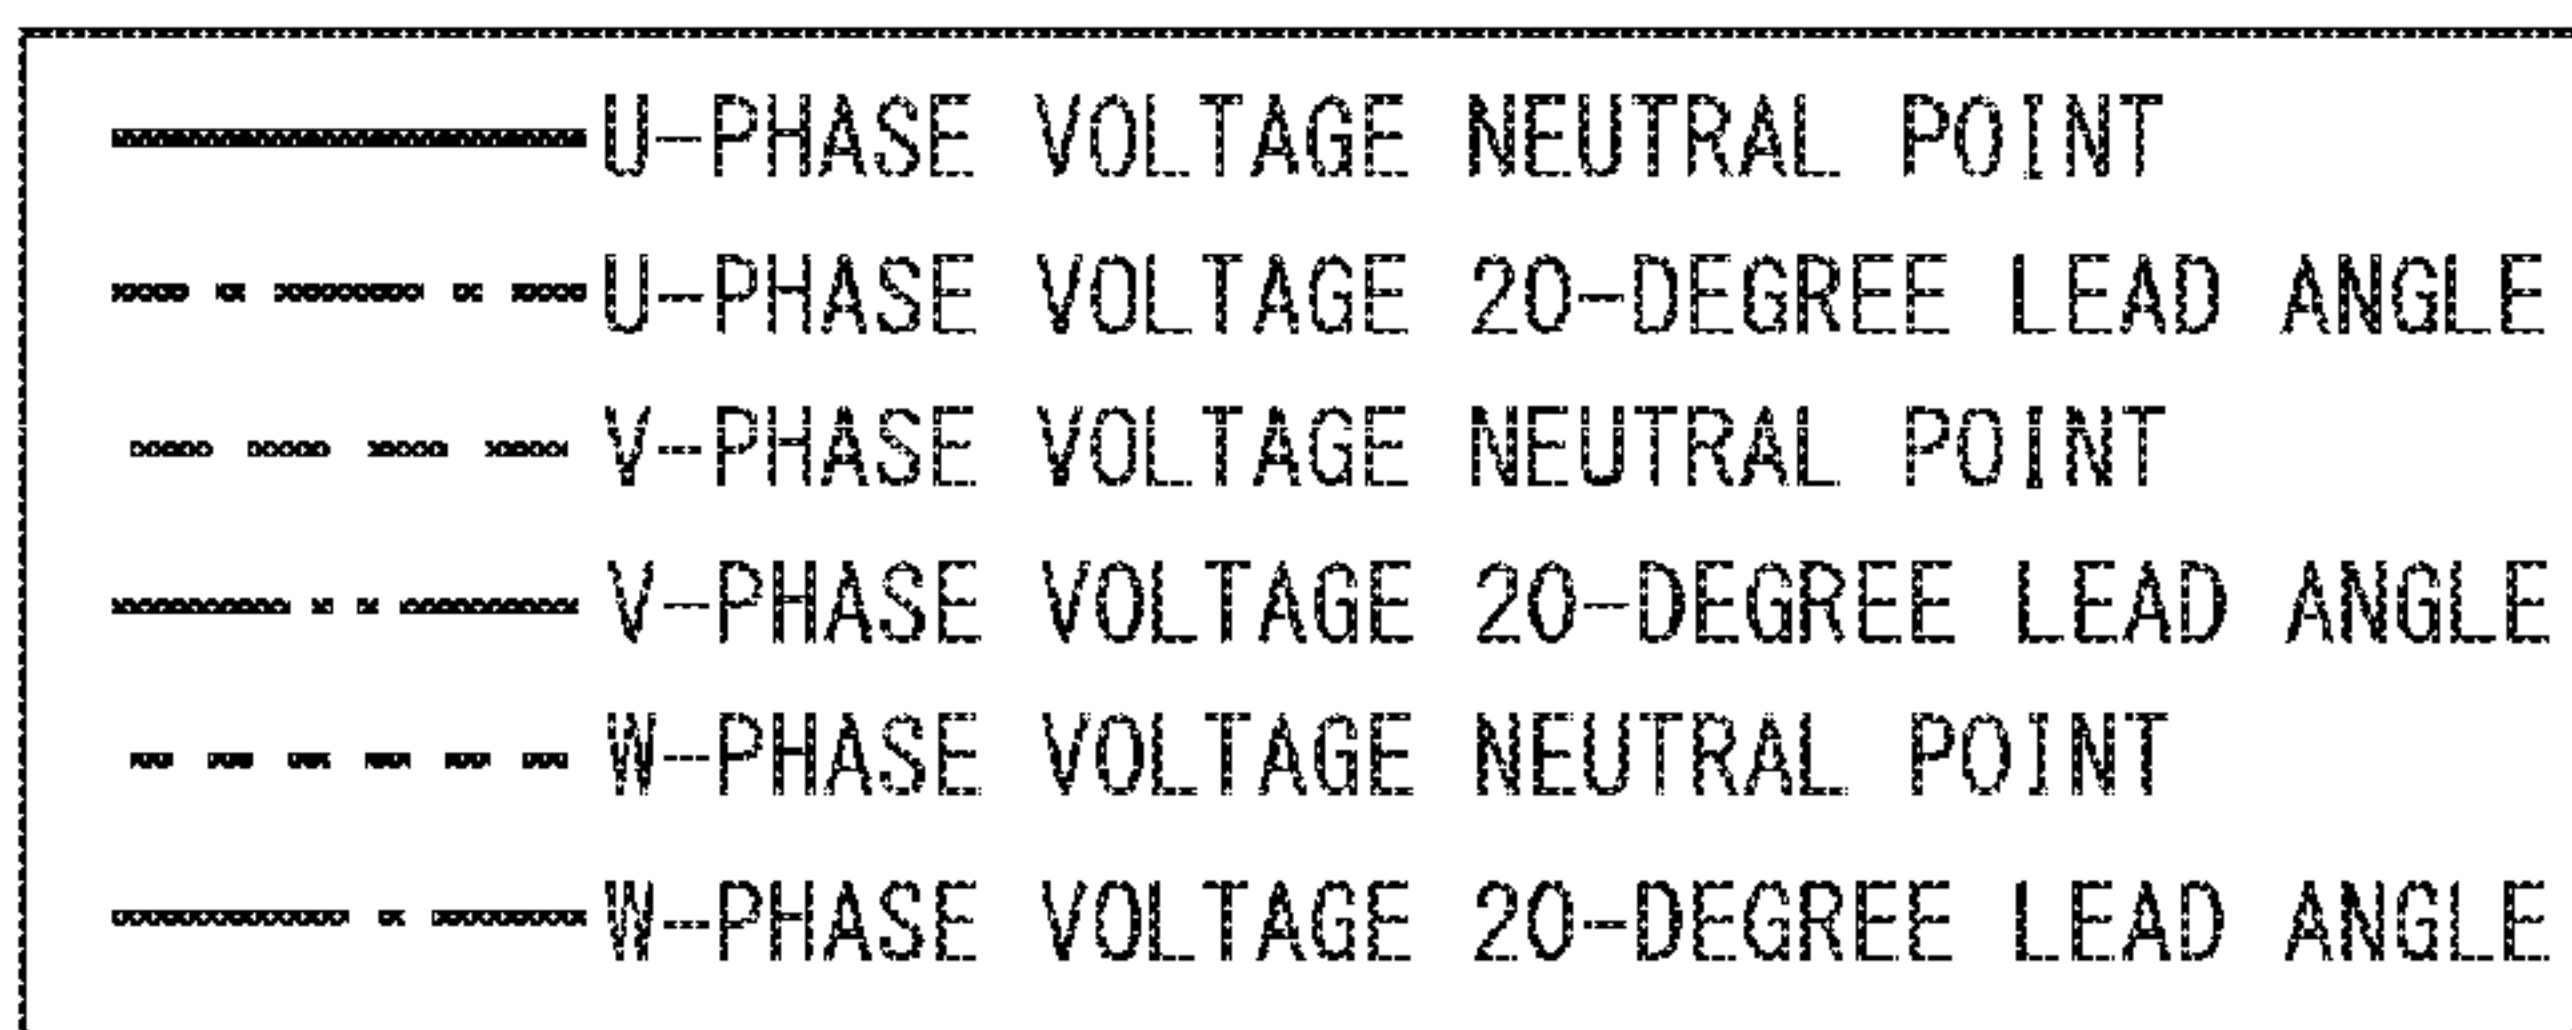 U-PHASE VOLTAGE NEUTRAL POINT
U-PHASE VOLTAGE 20-DEGREE LEAD ANGLE
V-PHASE VOLTAGE NEUTRAL POINT
V-PHASE VOLTAGE 20-DEGREE LEAD ANGLE
W-PHASE VOLTAGE NEUTRAL POINT
W-PHASE VOLTAGE 20-DEGREE LEAD ANGLE